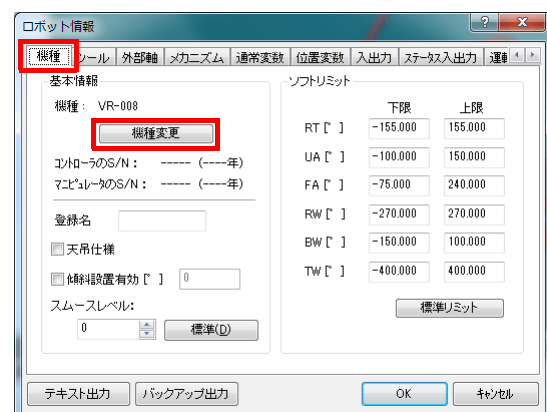 ロボット情報
機種 ツール 外部軸 メカニズム 通常変数 位置変数 入出力 ステータス入出力 運動
基本情報
機種： VR-008
機種変更
コントローラのS/N： ----- (----年)
マニピュレータのS/N： ----- (----年)
登録名
天吊仕様
傾斜設置有効 [° ] 0
スムースレベル:
0 標準(D)
ソフトリミット
下限 上限
RT [° ] -155.000 155.000
UA [° ] -100.000 150.000
FA [° ] -75.000 240.000
RW [° ] -270.000 270.000
BW [° ] -150.000 100.000
TW [° ] -400.000 400.000
標準リミット
テキスト出力 バックアップ出力 OK キャンセル